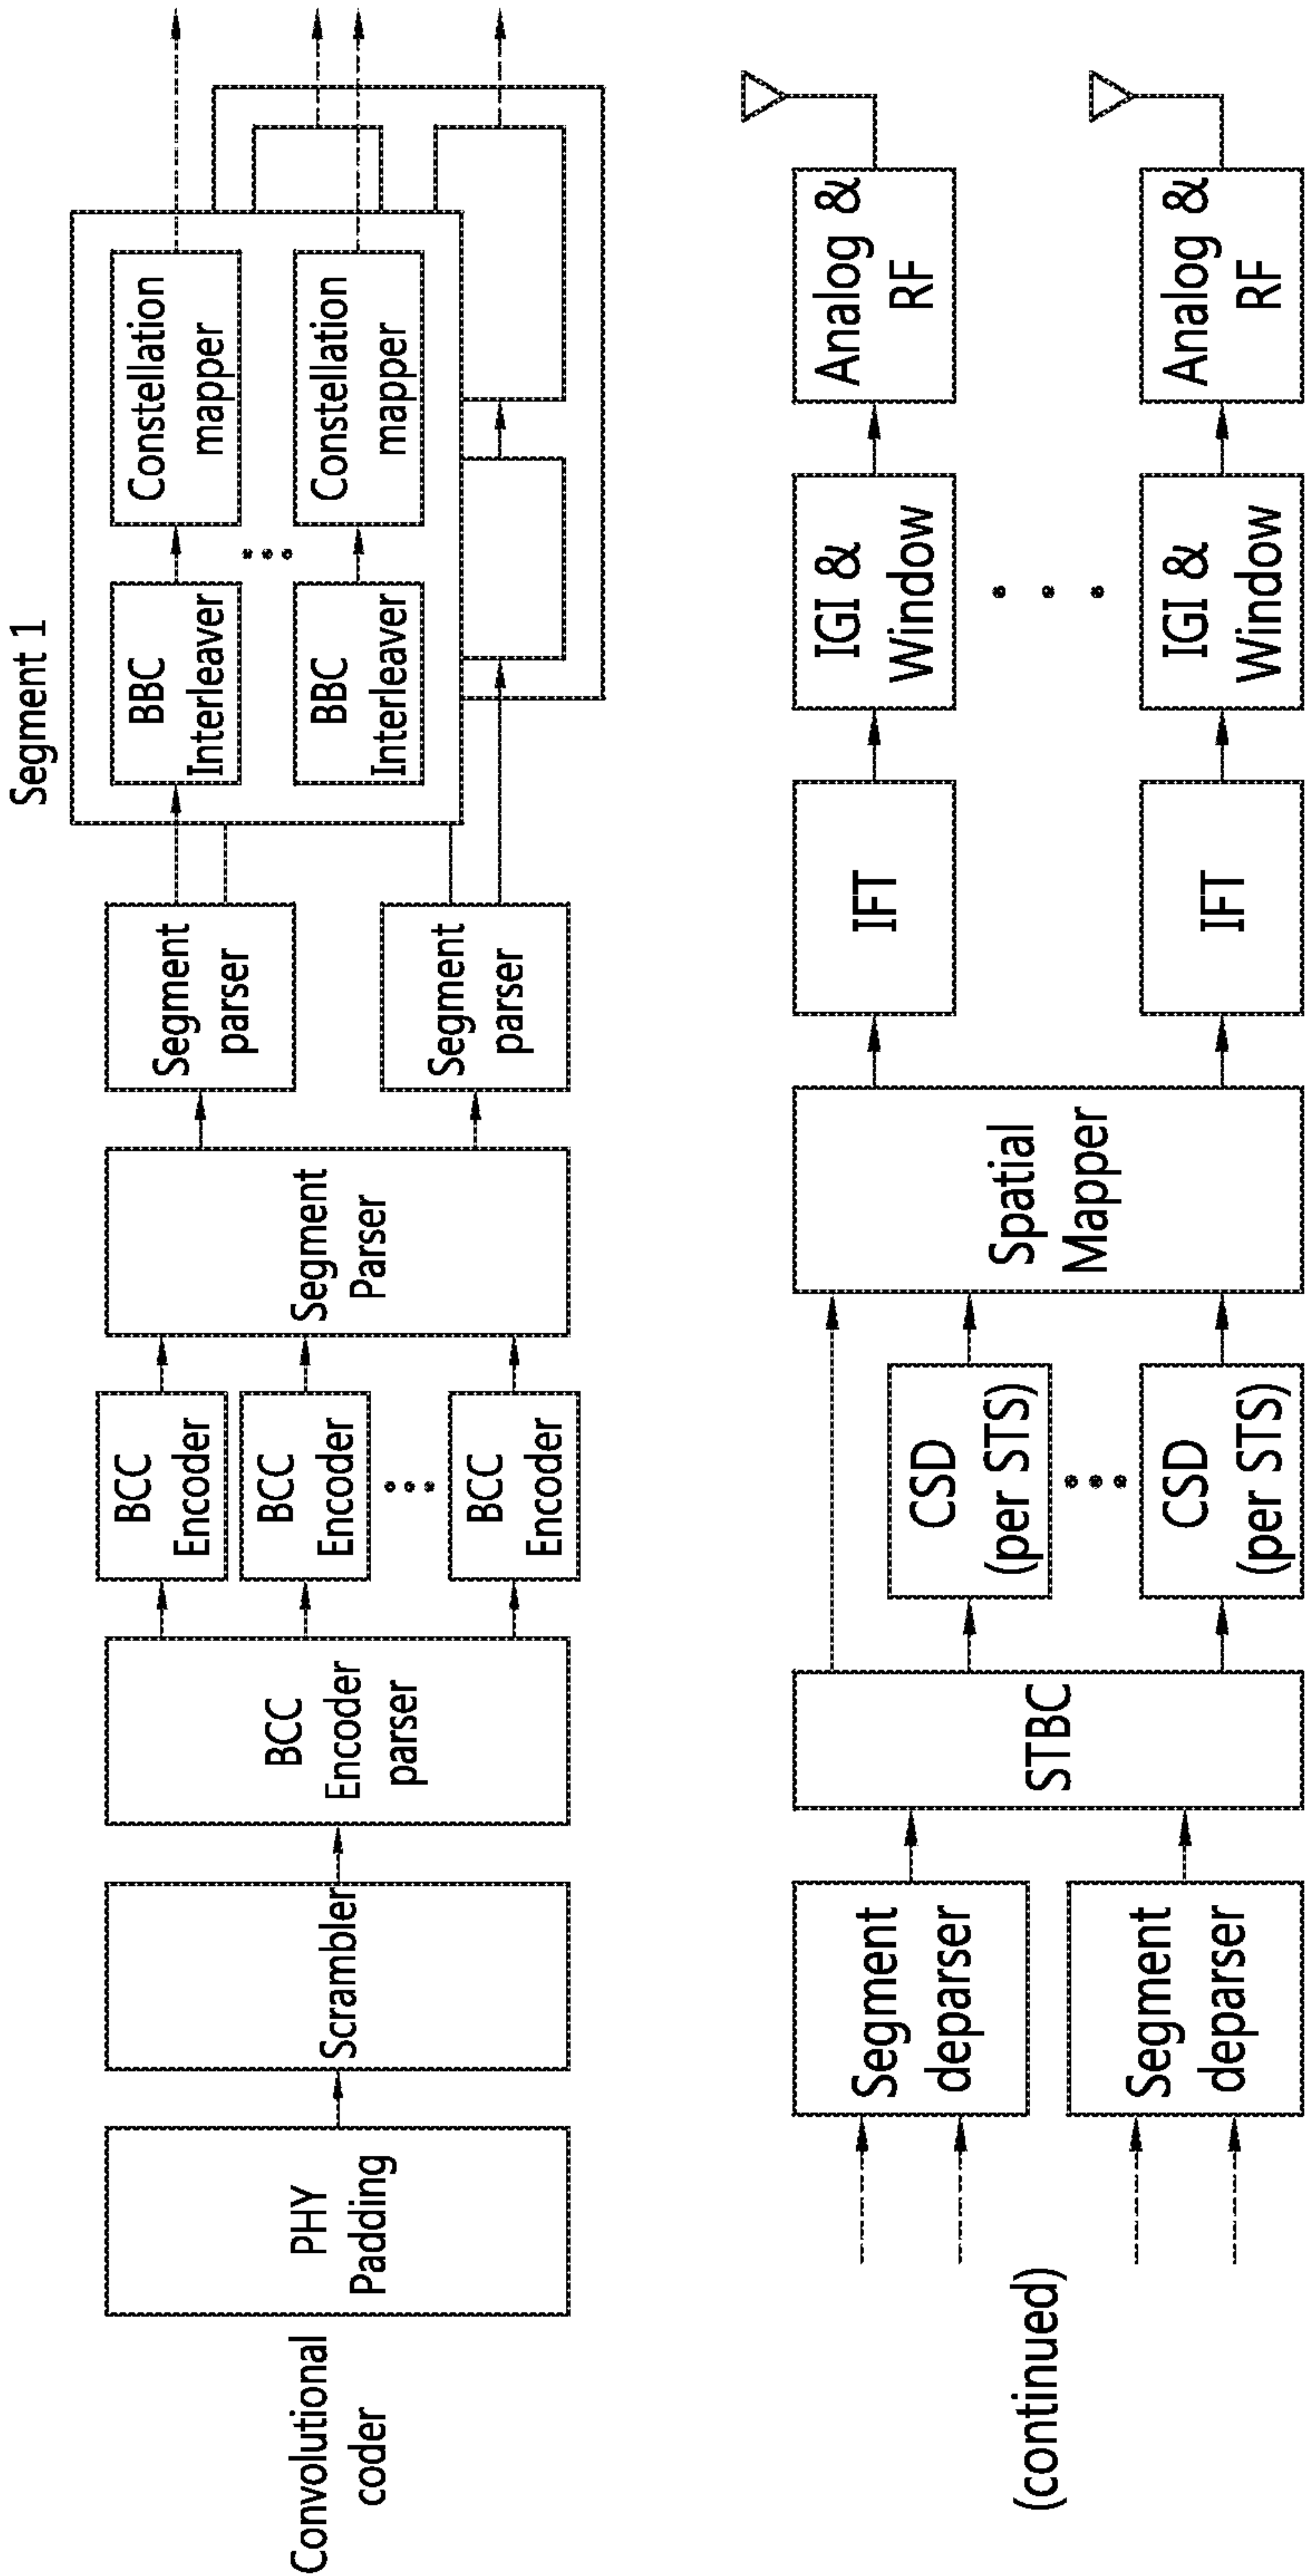 Convolutional
coder
PHY
Padding
Scrambler
BCC
Encoder
parser
BCC
Encoder
BCC
Encoder
BCC
Encoder
Segment
Parser
Segment
parser
Segment
parser
Segment 1
BBC
Interleaver
Constellation
mapper
BBC
Interleaver
Constellation
mapper
(continued)
Segment
deparser
Segment
deparser
STBC
CSD
(per STS)
CSD
(per STS)
Spatial
Mapper
IFT
IFT
IGI &
Window
IGI &
Window
Analog &
RF
Analog &
RF